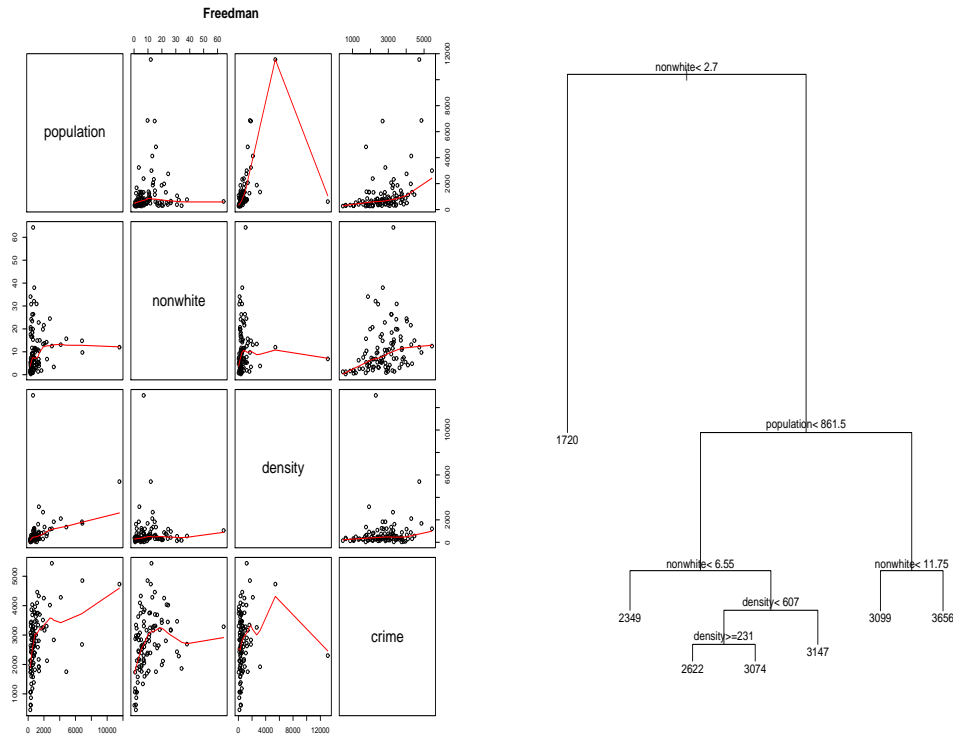 Freedman
0 10 20 30 40 50 60
1000 3000 5000
population
0 2000 4000 6000 8000 12000
nonwhite
0 10 20 30 40 50 60
density
0 2000 6000 10000
crime
1000 2000 3000 4000 5000
0 2000 6000 10000
0 4000 8000 12000
nonwhite< 2.7
1720
population< 861.5
nonwhite< 6.55
nonwhite< 11.75
2349
density< 607
3099
3656
density>=231
3147
2622
3074